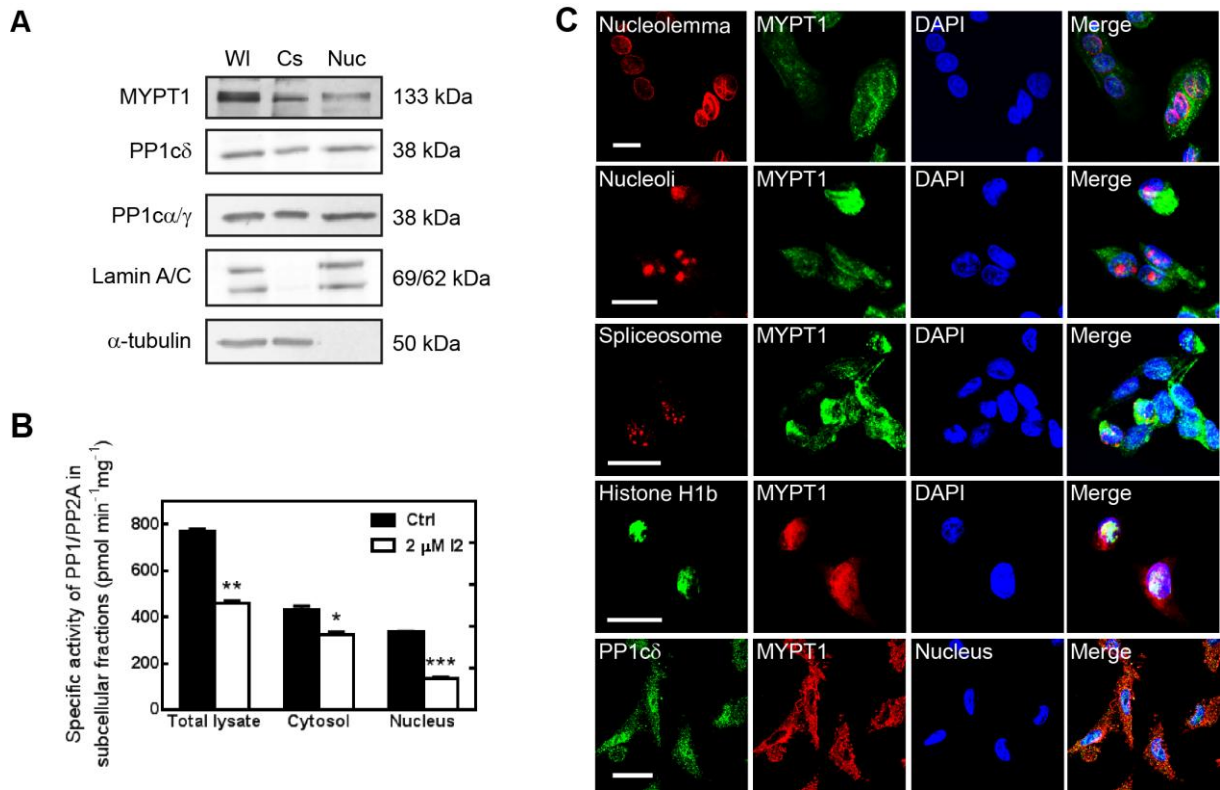 A
Wl Cs Nuc
MYPT1 133 kDa
PP1cδ 38 kDa
PP1cα/γ 38 kDa
Lamin A/C 69/62 kDa
α-tubulin 50 kDa
B
Specific activity of PP1/PP2A in
subcellular fractions (pmol min⁻¹mg⁻¹)
800
600
400
200
0
Ctrl
2 µM I2
**
*
***
Total lysate Cytosol Nucleus
C
Nucleolemma MYPT1 DAPI Merge
Nucleoli MYPT1 DAPI Merge
Spliceosome MYPT1 DAPI Merge
Histone H1b MYPT1 DAPI Merge
PP1cδ MYPT1 Nucleus Merge